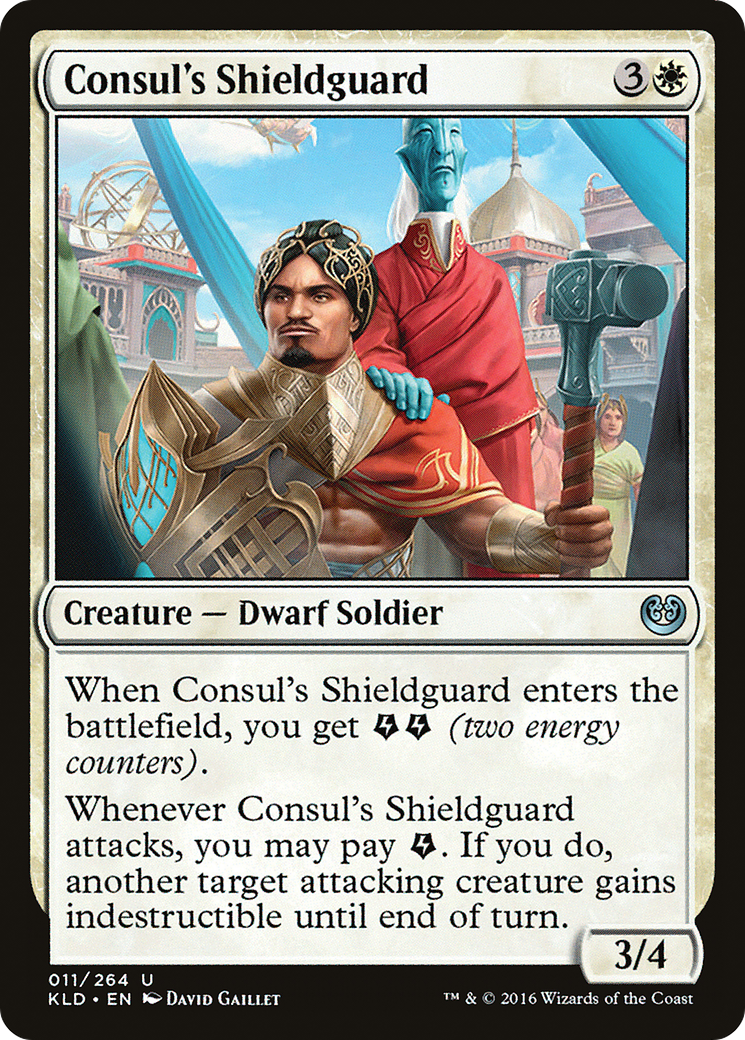 Consul's Shieldguard 3
Creature — Dwarf Soldier
When Consul's Shieldguard enters the
battlefield, you get (two energy
counters).
Whenever Consul's Shieldguard
attacks, you may pay . If you do,
another target attacking creature gains
indestructible until end of turn.
3/4
011/264 U
KLD • EN David Gaillet
™ & © 2016 Wizards of the Coast